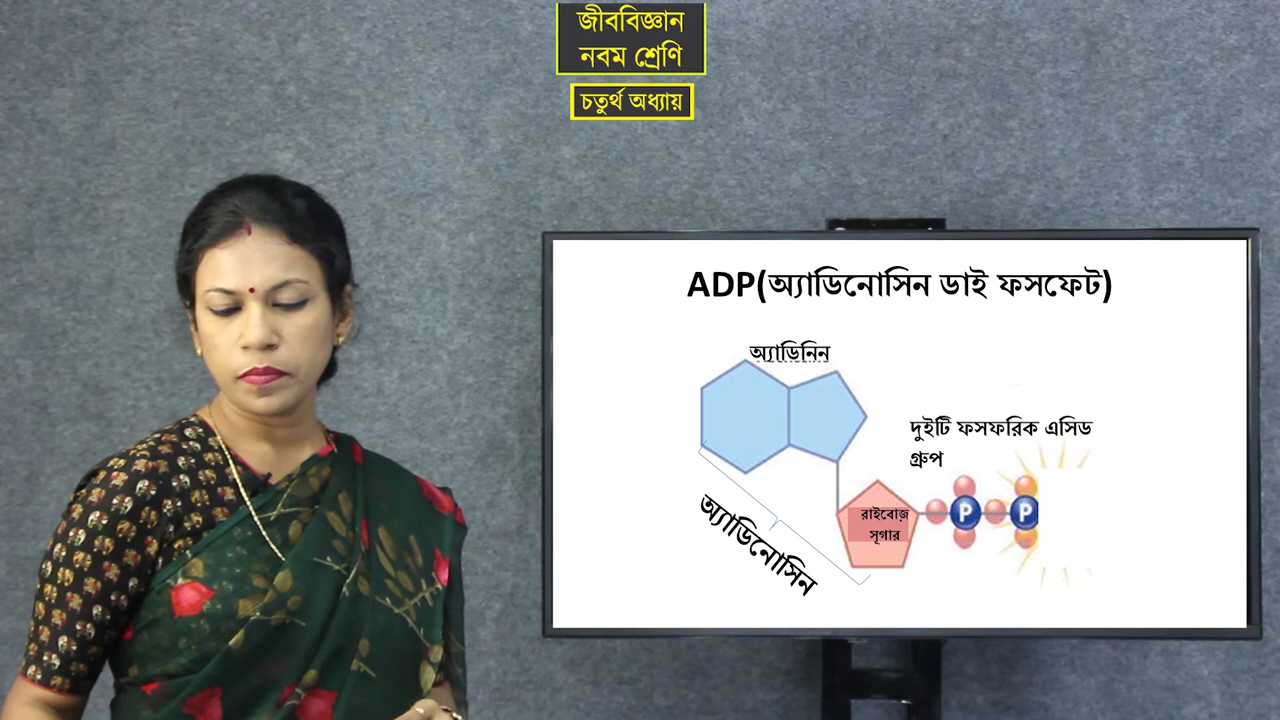 জীববিজ্ঞান
নবম শ্রেণি
চতুর্থ অধ্যায়
ADP(অ্যাডিনোসিন ডাই ফসফেট)
অ্যাডিনিন
দুইটি ফসফরিক এসিড
গ্রুপ
রাইবোজ়
সূগার
P P
অ্যাডিনোসিন